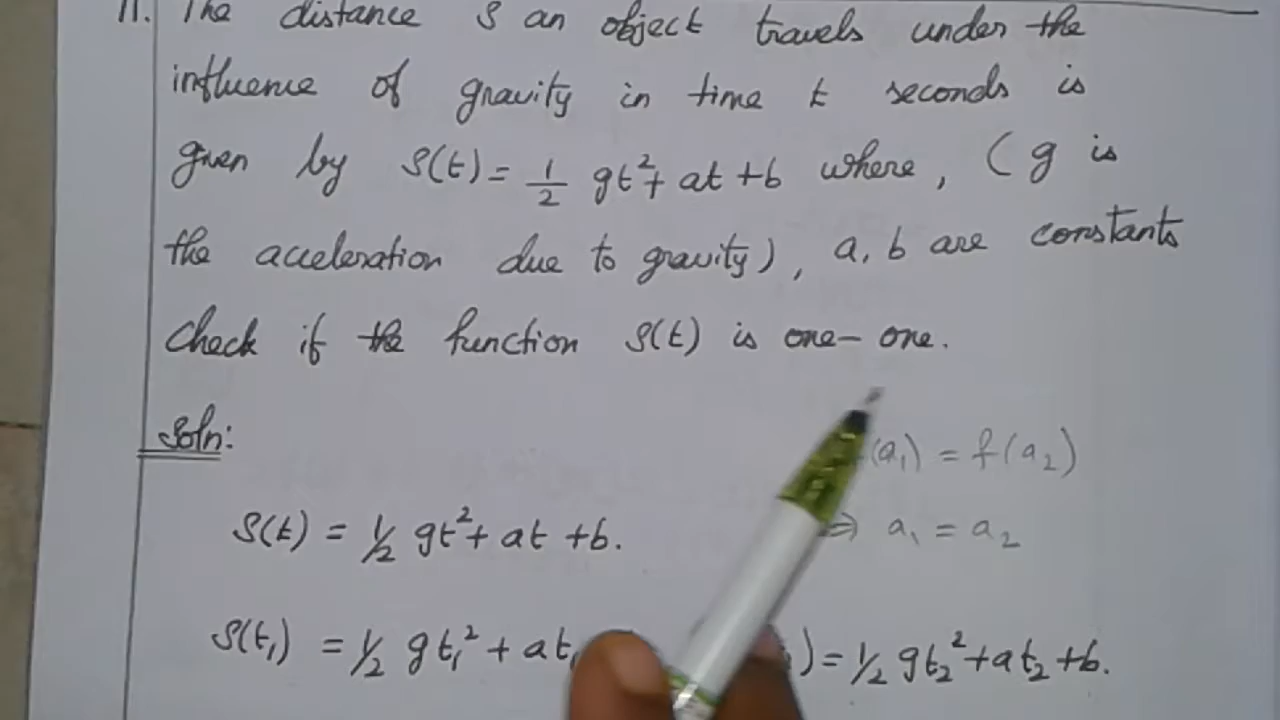 11. The distance S an object travels under the
influence of gravity in time t seconds is
given by S(t) = 1/2 gt² + at + b where, (g is
the acceleration due to gravity), a, b are constants
Check if the function S(t) is one-one.
Soln:
(a₁) = f(a₂)
S(t) = 1/2 gt² + at + b.
⇒ a₁ = a₂
S(t₁) = 1/2 gt₁² + at₁ ) = 1/2 gt₂² + at₂ + b.